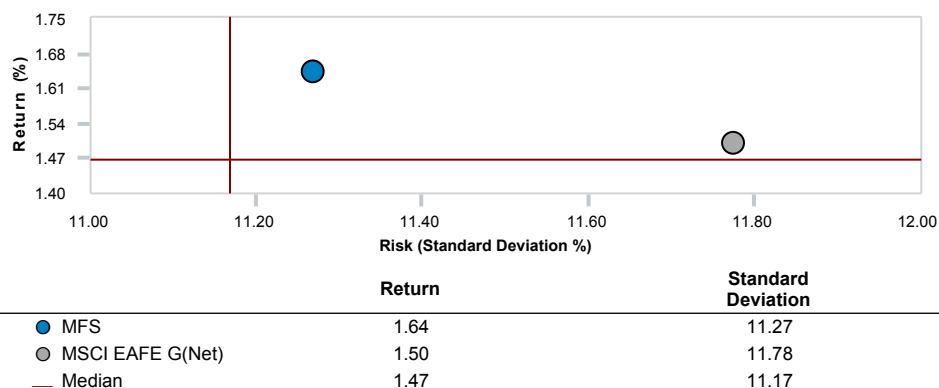 1.75
1.68
1.61
1.54
1.47
1.40
Return (%)
11.00 11.20 11.40 11.60 11.80 12.00
Risk (Standard Deviation %)
Return Standard Deviation
MFS 1.64 11.27
MSCI EAFE G(Net) 1.50 11.78
Median 1.47 11.17